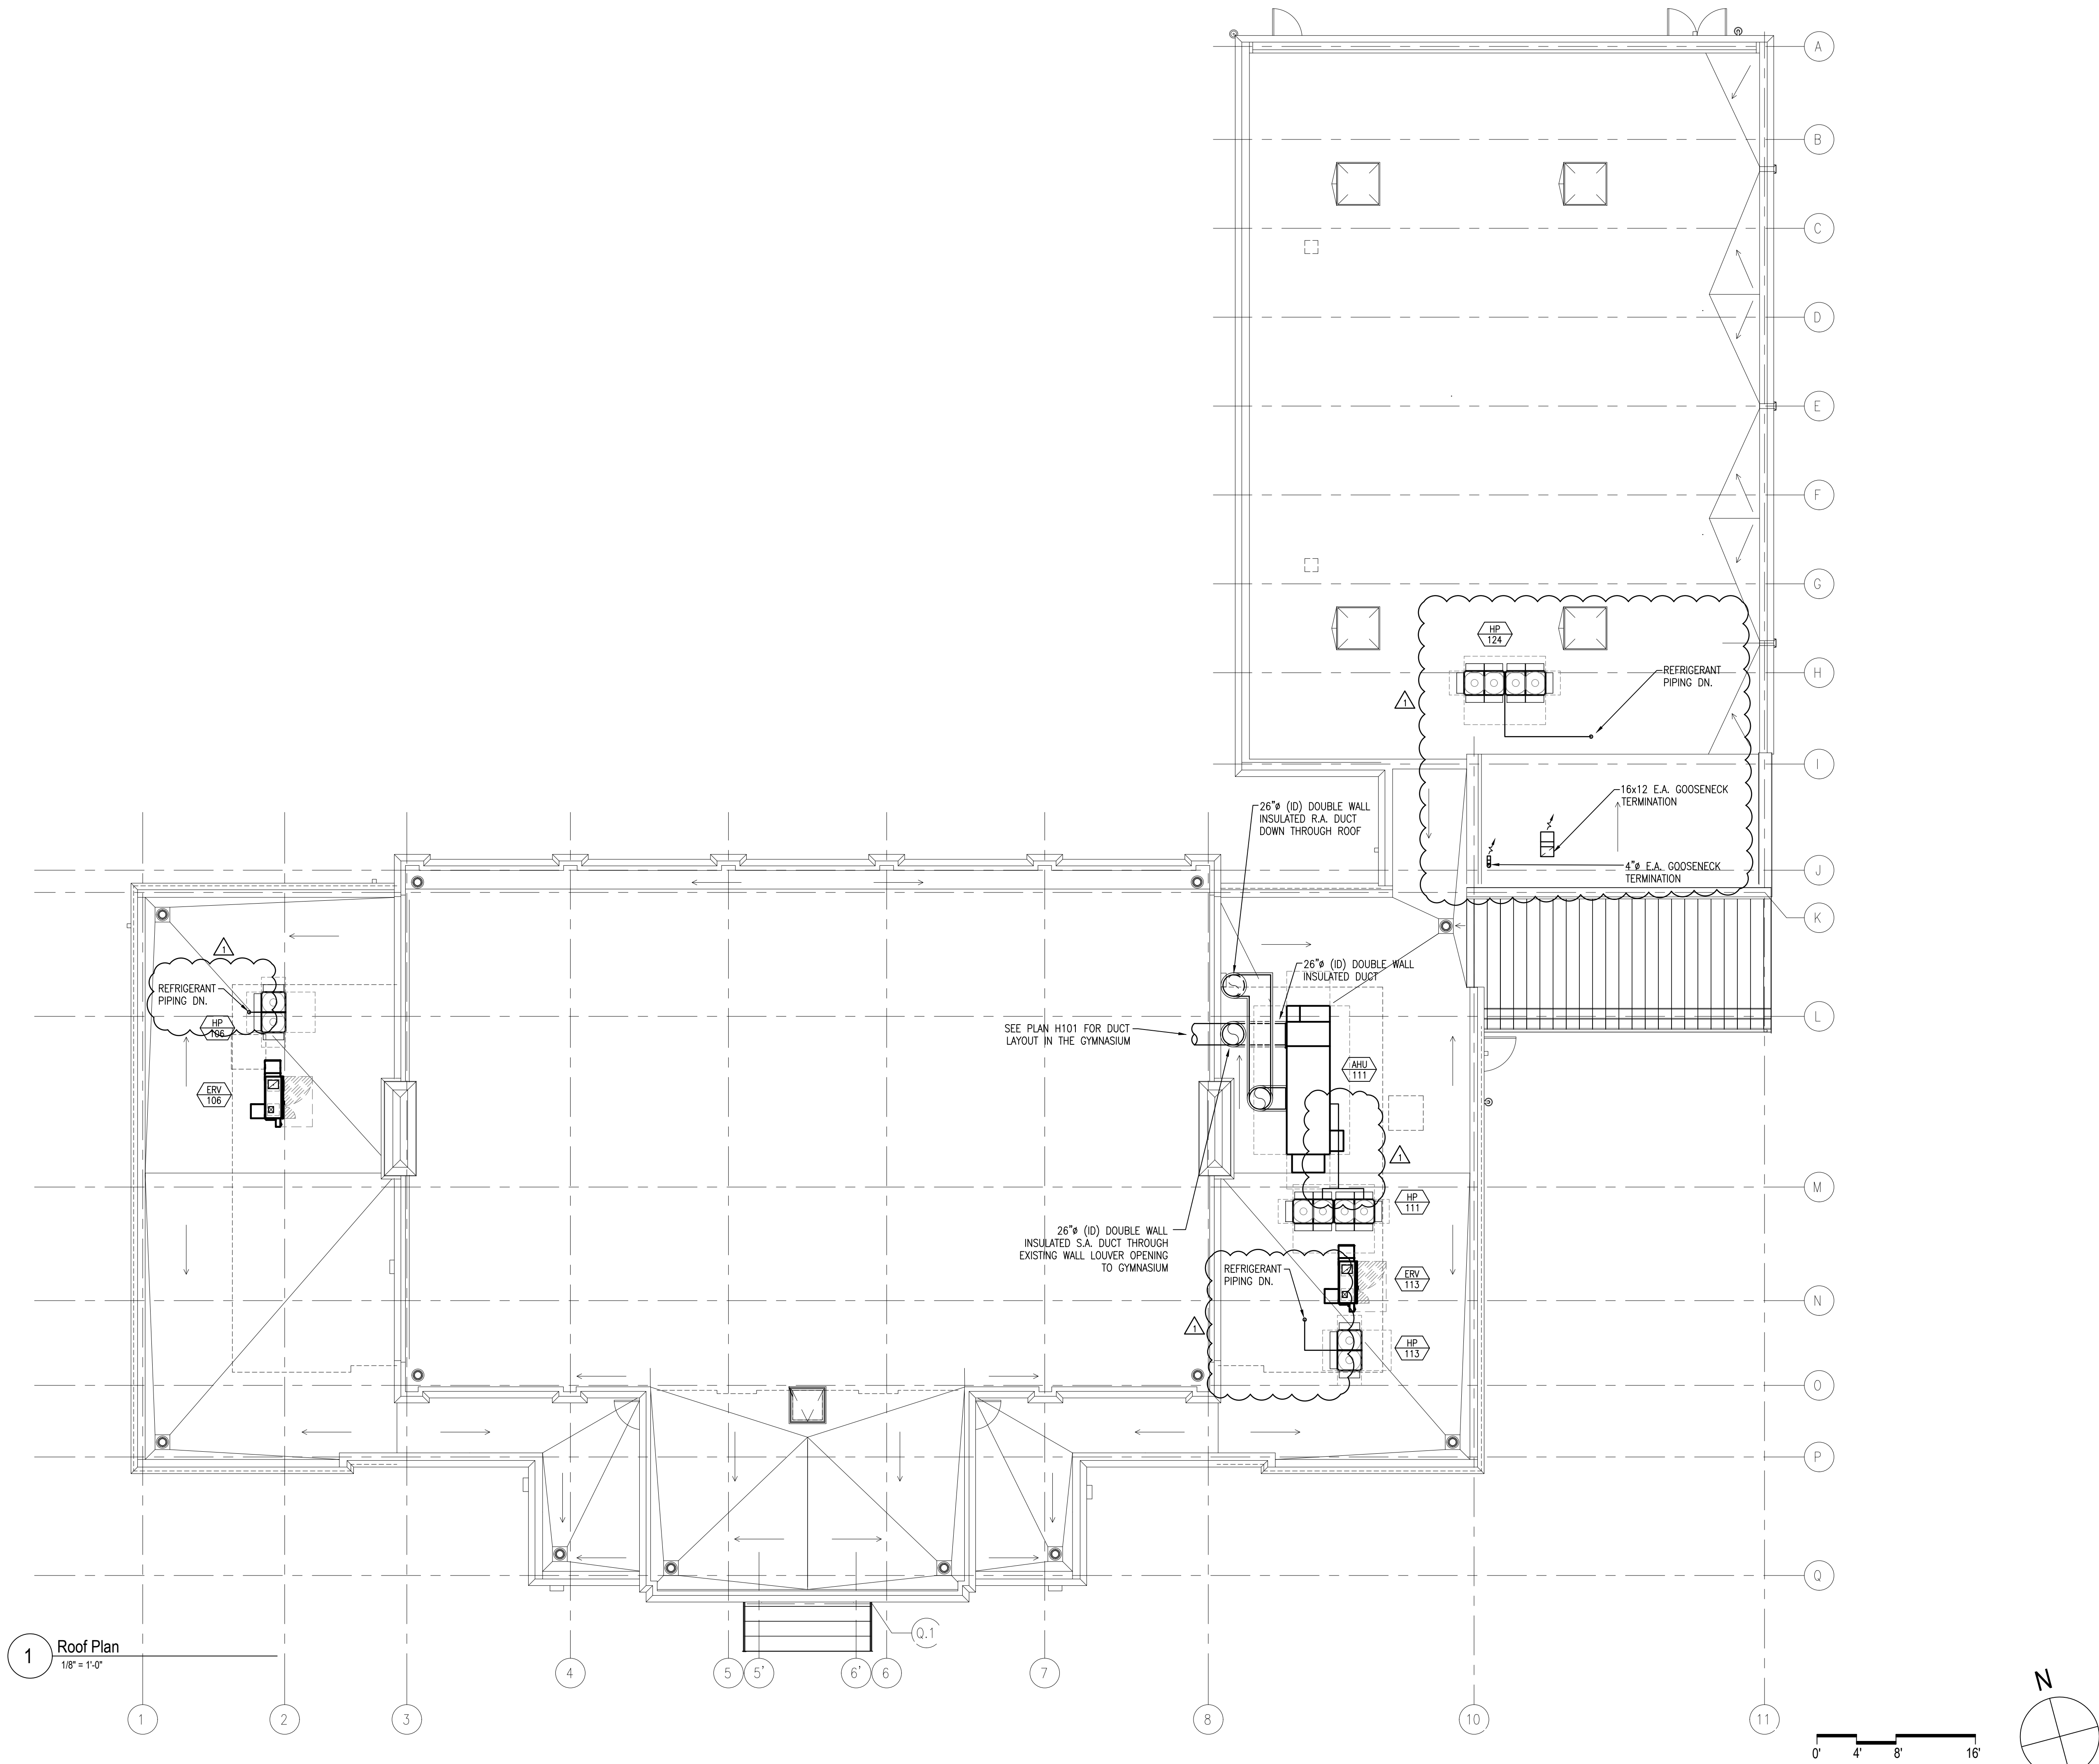 A
B
C
D
E
F
G
HP
124
REFRIGERANT
PIPING DN.
H
1
I
16x12 E.A. GOOSENECK
TERMINATION
26"ø (ID) DOUBLE WALL
INSULATED R.A. DUCT
DOWN THROUGH ROOF
4"ø E.A. GOOSENECK
TERMINATION
J
K
1
REFRIGERANT
PIPING DN.
HP
106
26"ø (ID) DOUBLE WALL
INSULATED DUCT
SEE PLAN H101 FOR DUCT
LAYOUT IN THE GYMNASIUM
L
ERV
106
AHU
111
1
M
HP
111
26"ø (ID) DOUBLE WALL
INSULATED S.A. DUCT THROUGH
EXISTING WALL LOUVER OPENING
TO GYMNASIUM
REFRIGERANT
PIPING DN.
ERV
113
N
1
HP
113
O
P
Q
Q.1
1
Roof Plan
1/8" = 1'-0"
4
5
5'
6'
6
7
1
2
3
8
10
11
N
0'
4'
8'
16'